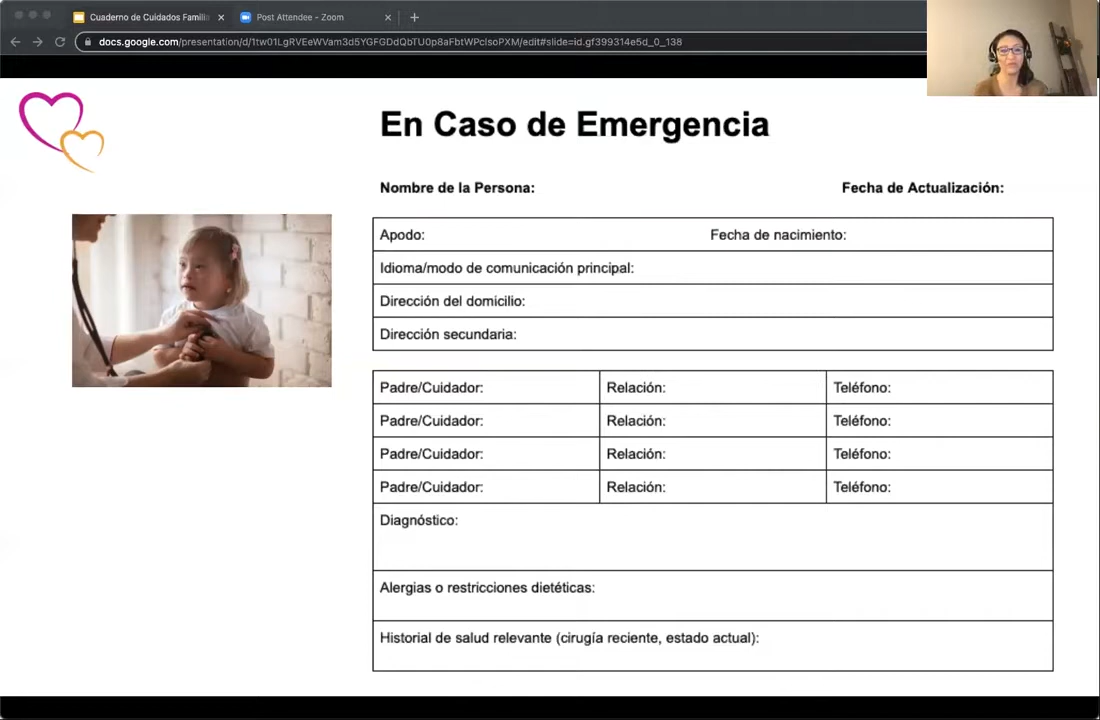 Cuaderno de Cuidados Famili
Post Attendee - Zoom
docs.google.com/presentation/d/1tw01LgRVEeWVam3d5YGFGDdQbTU0p8aFbtWPclsoPXM/edit#slide=id.gf399314e5d_0_138
En Caso de Emergencia
Nombre de la Persona: Fecha de Actualización:
Apodo: Fecha de nacimiento:
Idioma/modo de comunicación principal:
Dirección del domicilio:
Dirección secundaria:
Padre/Cuidador: Relación: Teléfono:
Padre/Cuidador: Relación: Teléfono:
Padre/Cuidador: Relación: Teléfono:
Padre/Cuidador: Relación: Teléfono:
Diagnóstico:
Alergias o restricciones dietéticas:
Historial de salud relevante (cirugía reciente, estado actual):